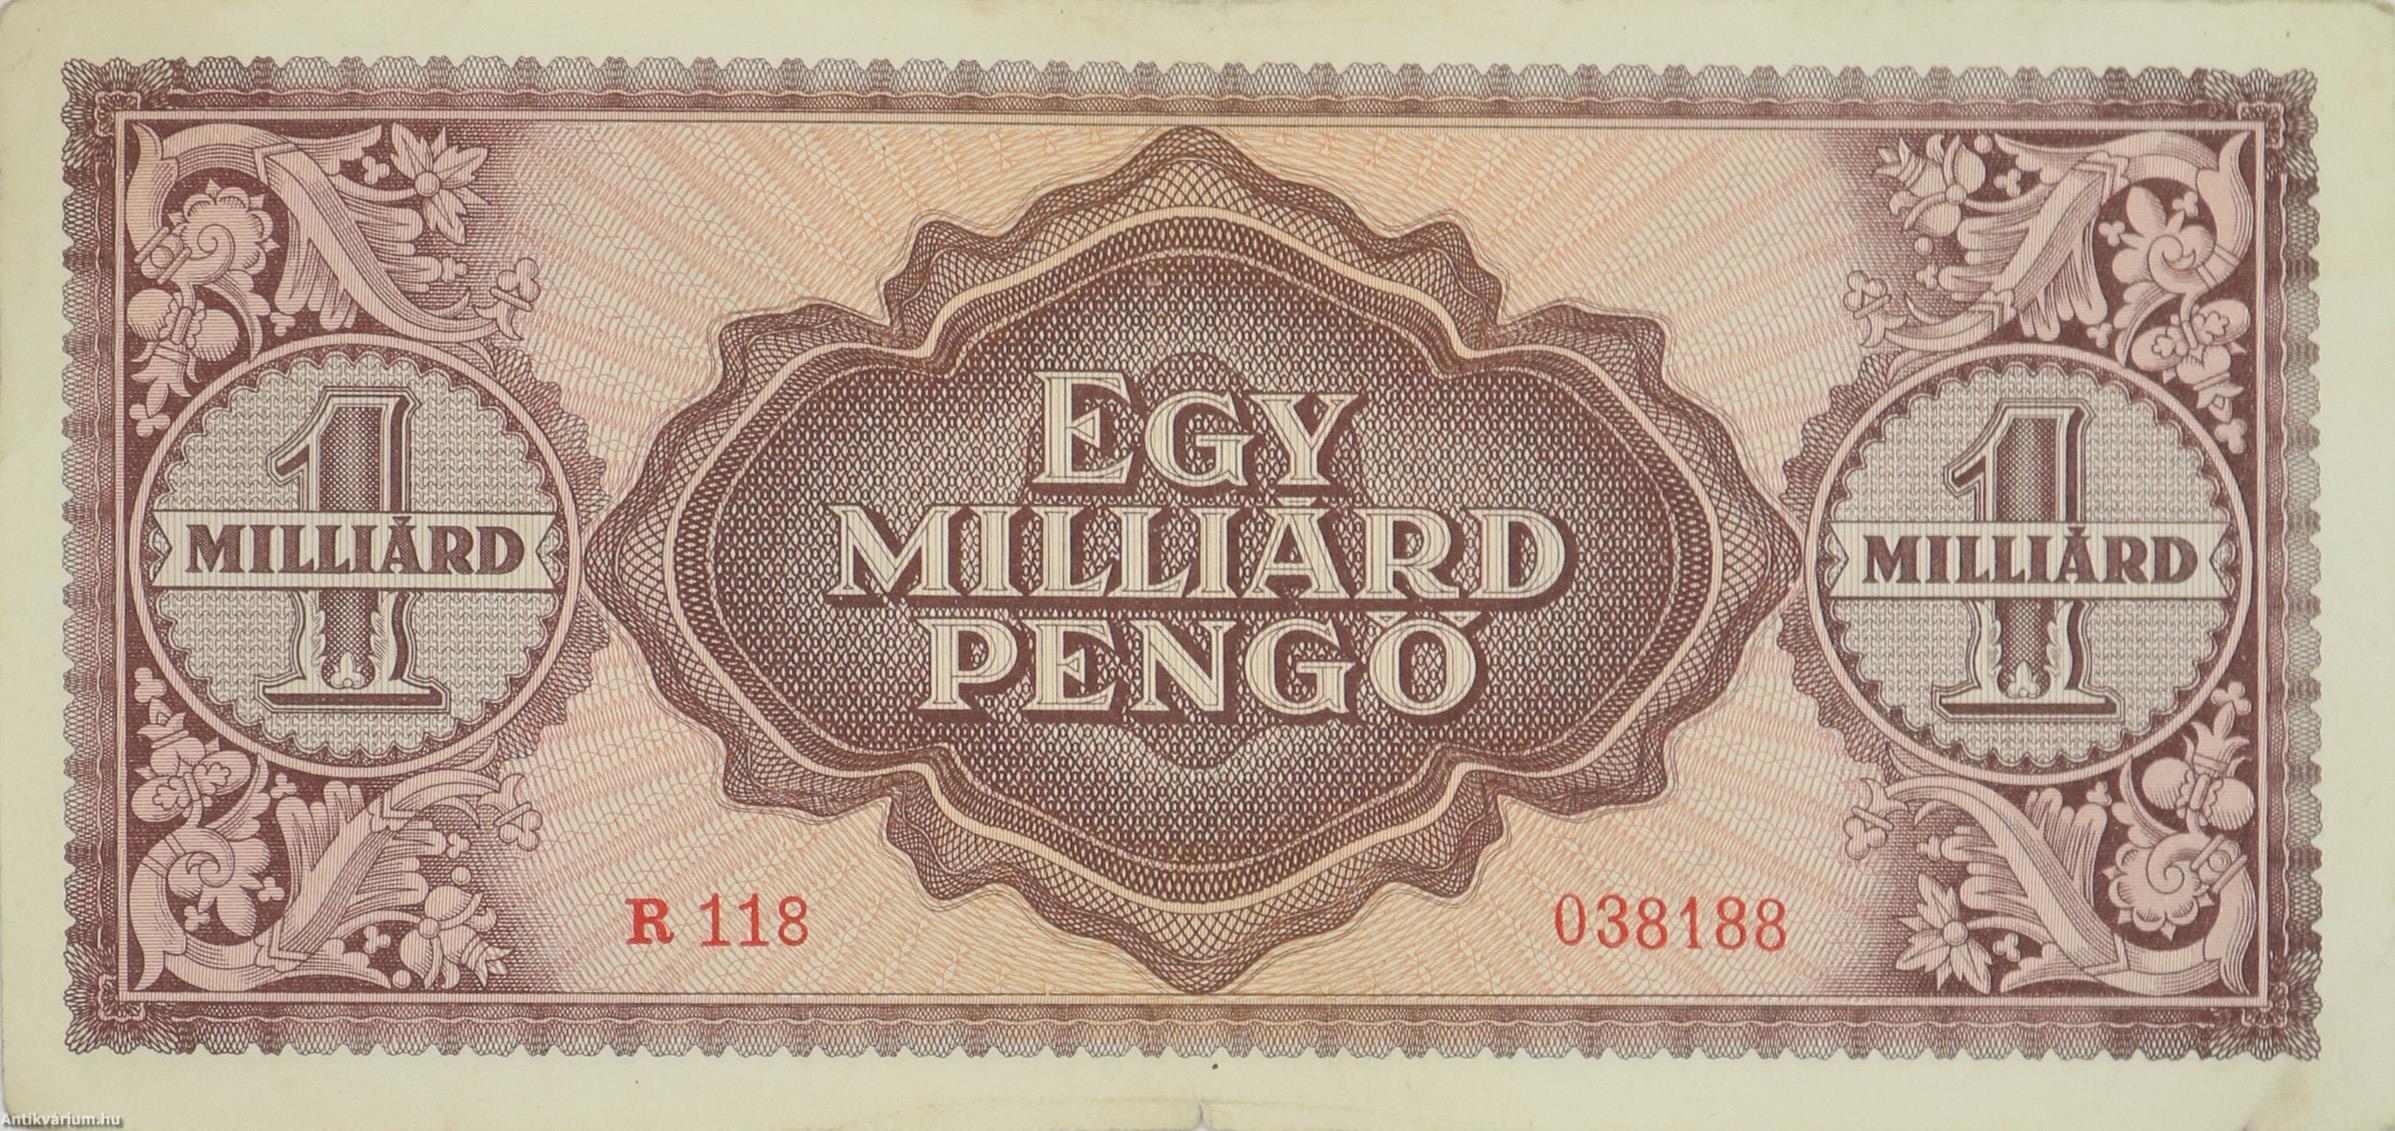 EGY
MILLIÁRD
PENGŐ
1
MILLIÁRD
1
MILLIÁRD
R 118
038188
Antikvárium.hu